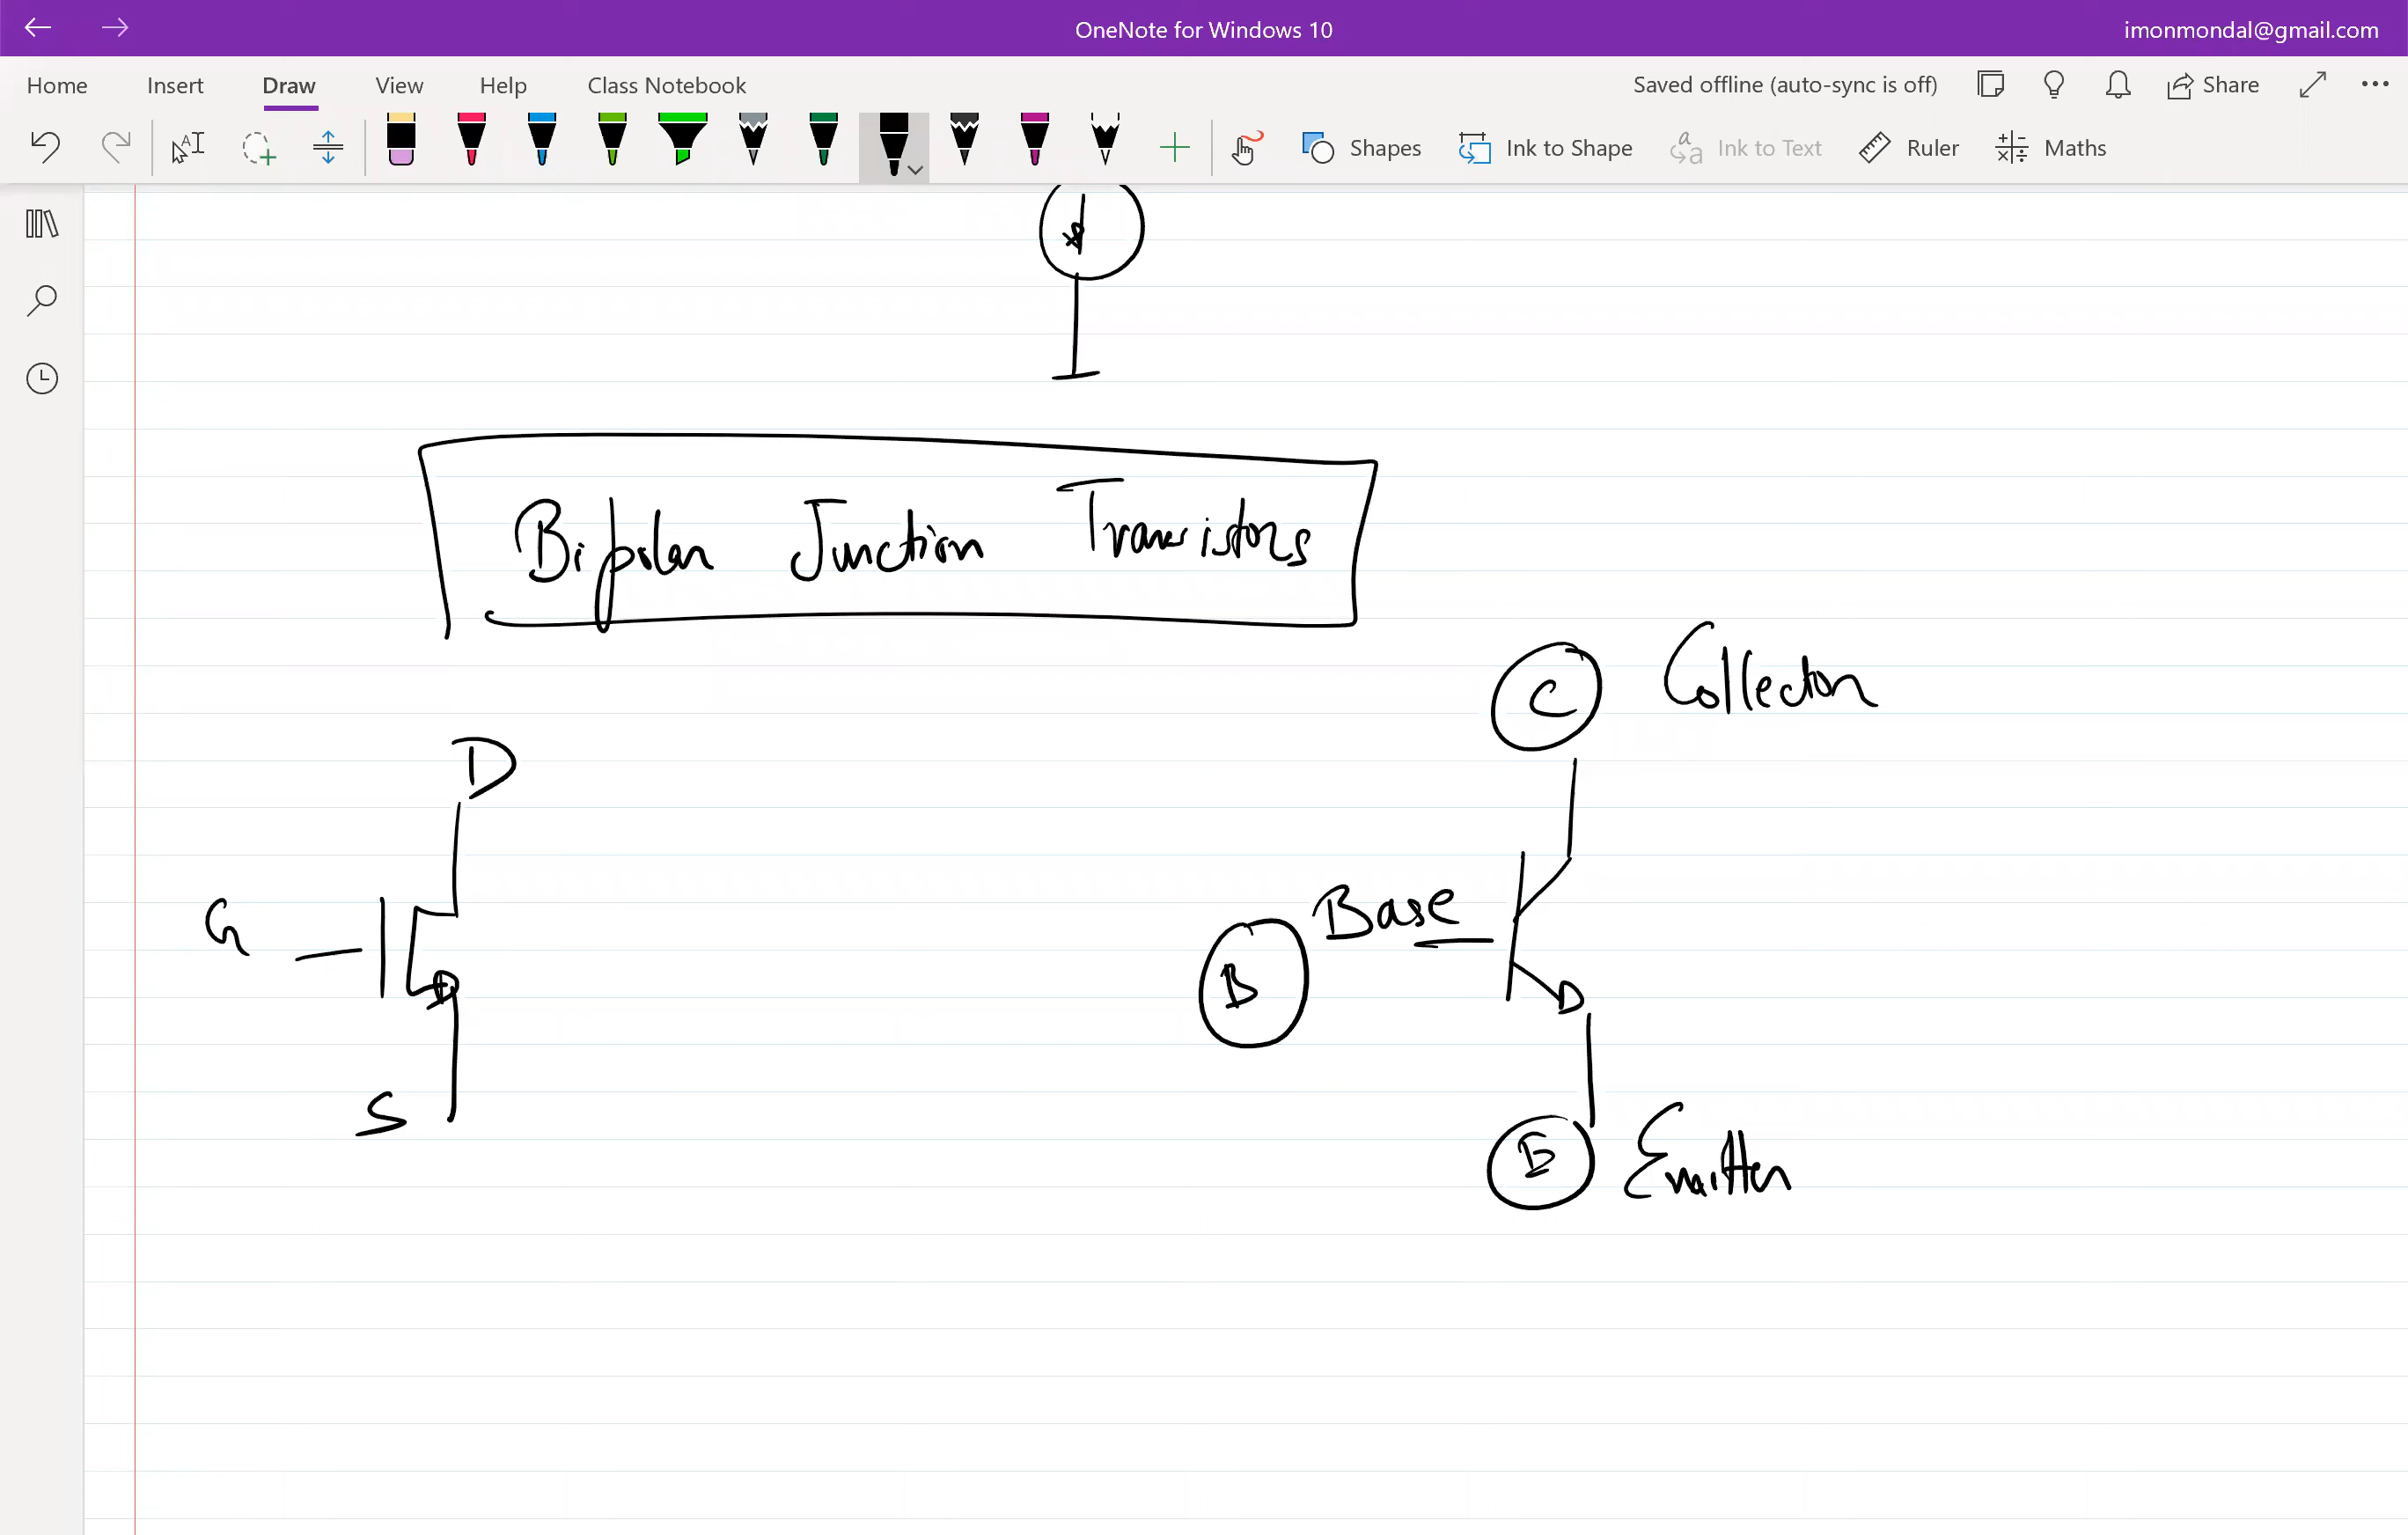 OneNote for Windows 10
imonmondal@gmail.com
Home Insert Draw View Help Class Notebook
Saved offline (auto-sync is off) Share
Shapes Ink to Shape Ink to Text Ruler Maths
Bipolar Junction Transistors
C Collector
D
Base
G
B
S
E Emitter